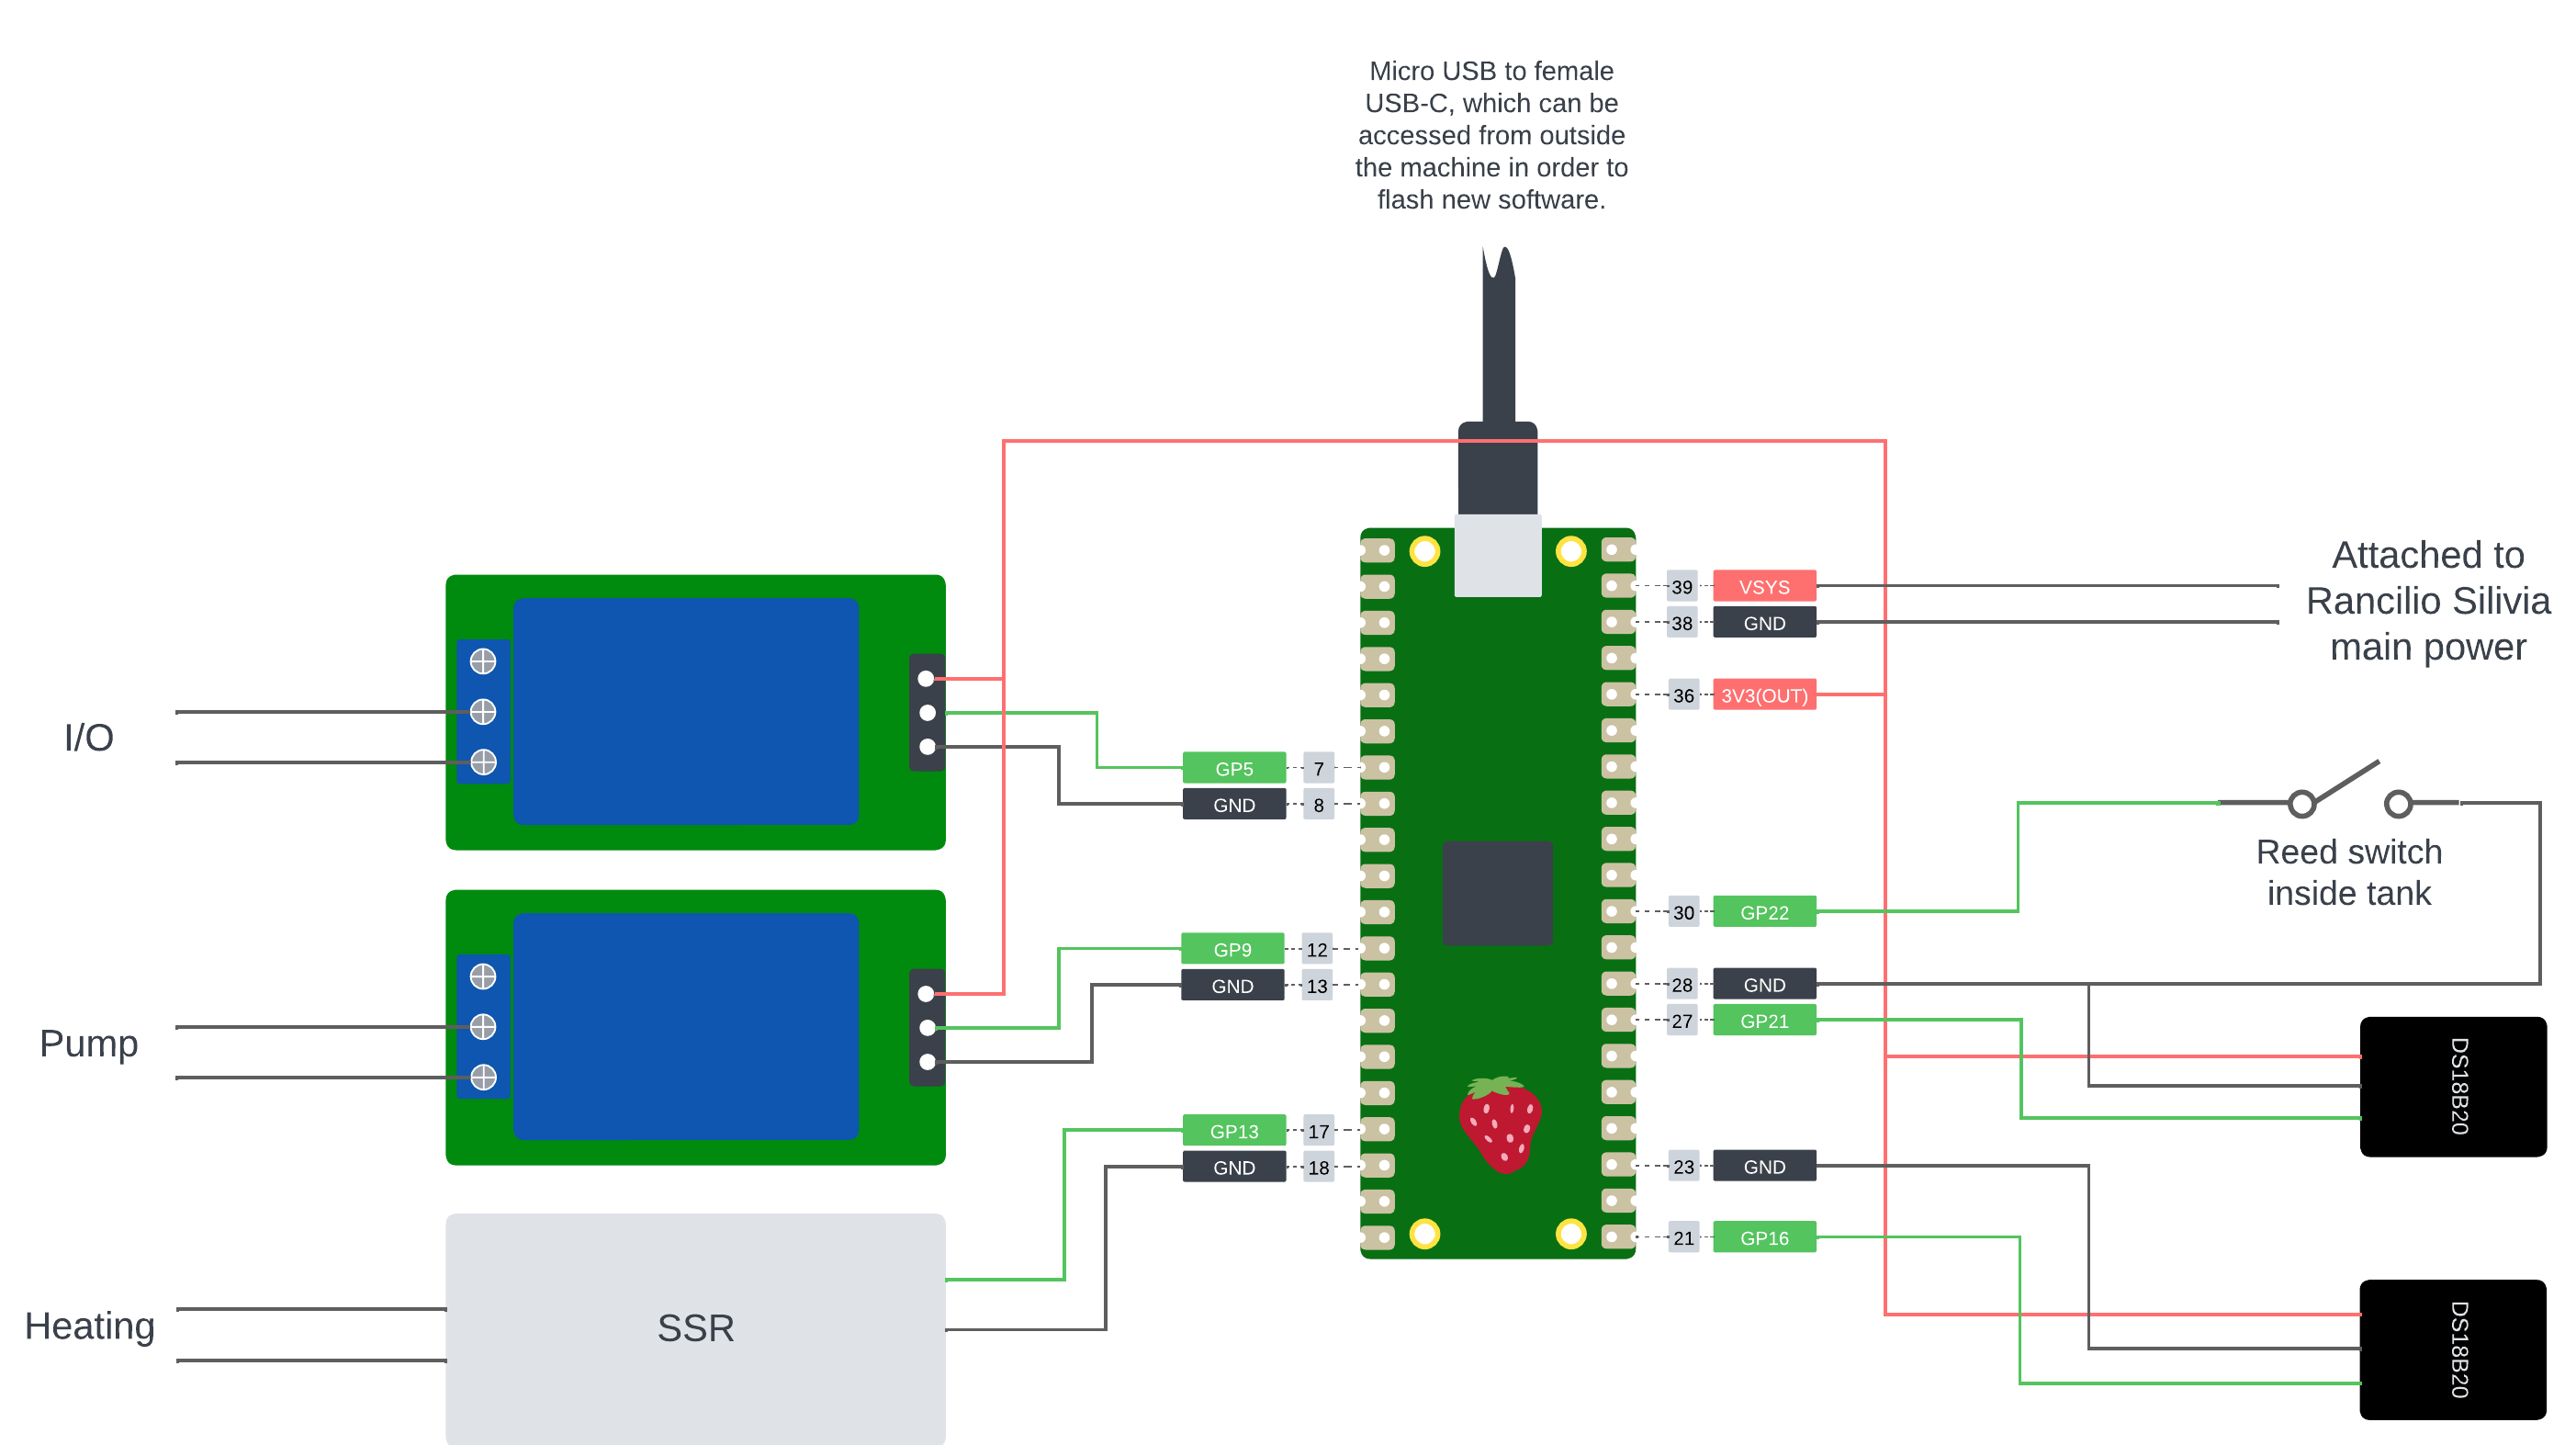 Micro USB to female
USB-C, which can be
accessed from outside
the machine in order to
flash new software.
39 VSYS
38 GND
36 3V3(OUT)
Attached to
Rancilio Silivia
main power
I/O
GP5 7
GND 8
Reed switch
inside tank
30 GP22
GP9 12
GND 13
28 GND
27 GP21
Pump
DS18B20
GP13 17
GND 18
23 GND
21 GP16
Heating
SSR
DS18B20